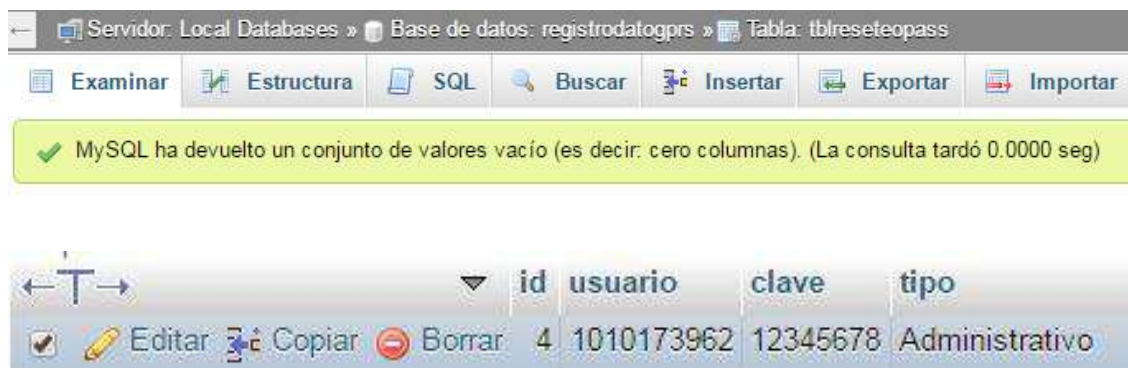 Servidor: Local Databases » Base de datos: registrodatogprs » Tabla: tblreseteopass
Examinar Estructura SQL Buscar Insertar Exportar Importar
MySQL ha devuelto un conjunto de valores vacío (es decir: cero columnas). (La consulta tardó 0.0000 seg)
id usuario clave tipo
Editar Copiar Borrar 4 1010173962 12345678 Administrativo